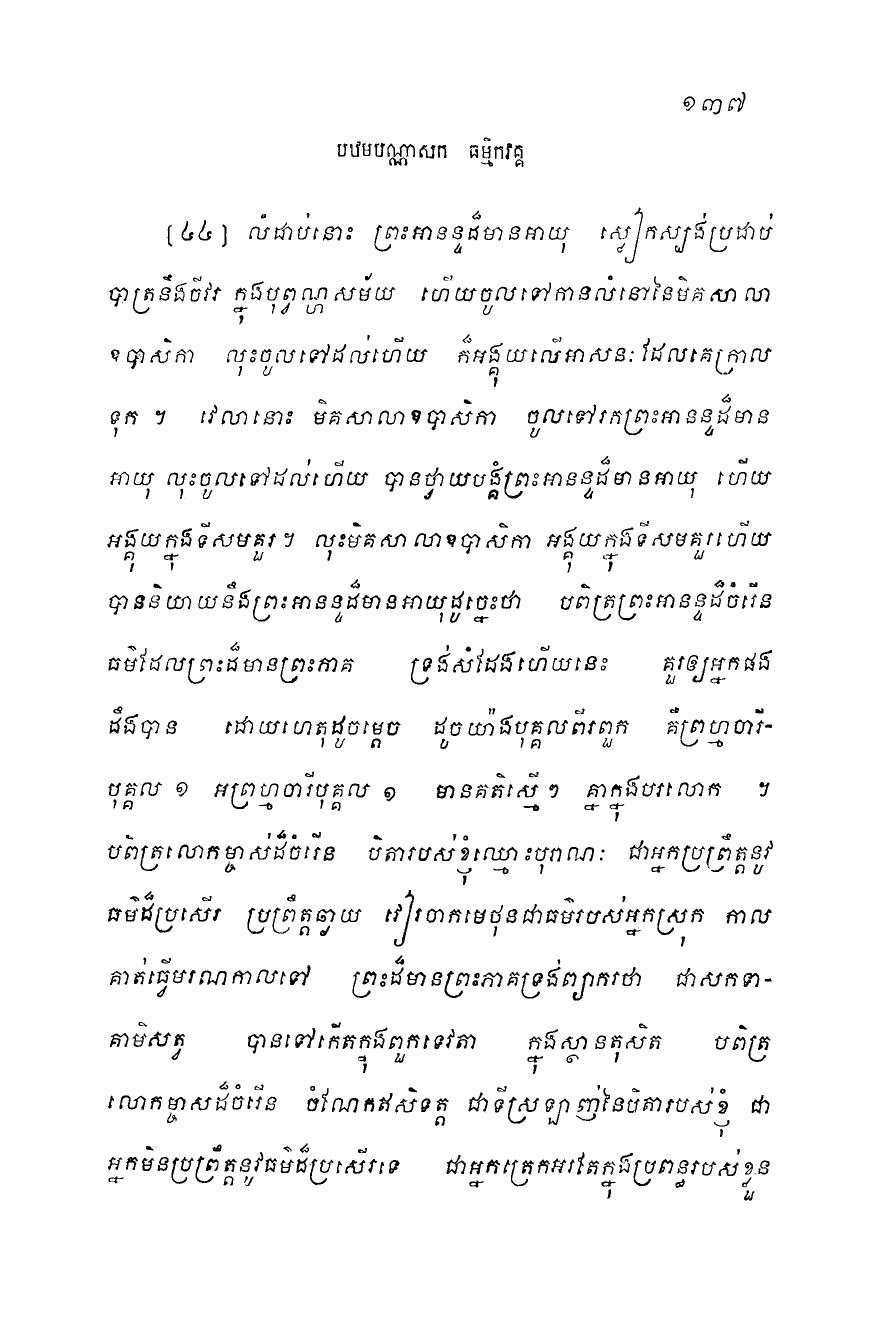 ១៣៧
បឋមបណ្ណាសក ធម្មិកវគ្គ
[៤៤] លំដាប់នោះ ព្រះអានន្ទដ៏មានអាយុ ស្លៀកស្បង់ប្រដាប់
បាត្រនឹងចីវរ ក្នុងបុព្វណ្ហសម័យ ហើយចូលទៅកានលំនោនៃមិគសាលា
ឧបាសិកា លុះចូលទៅដល់ហើយ ក៏អង្គុយលើអាសនៈដែលគេក្រាល
ទុក ។ វេលានោះ មិគសាលាឧបាសិកា ចូលទៅរកព្រះអានន្ទដ៏មាន
អាយុ លុះចូលទៅដល់ហើយ បានថ្វាយបង្គំព្រះអានន្ទដ៏មានអាយុ ហើយ
អង្គុយក្នុងទីសមគួរ ។ លុះមិគសាលាឧបាសិកា អង្គុយក្នុងទីសមគួរហើយ
បាននិយាយនឹងព្រះអានន្ទដ៏មានអាយុដូច្នេះថា បពិត្រព្រះអានន្ទដ៏ចំរើន
ធម៌ដែលព្រះដ៏មានព្រះភាគ ទ្រង់សំដែងហើយនេះ គួរឲ្យអ្នកផង
ដឹងបាន ដោយហេតុដូចម្តេច ដូចយ៉ាងបុគ្គលពីរពួក គឺព្រហ្មចារី-
បុគ្គល ១ អព្រហ្មចារីបុគ្គល ១ មានគតិស្មើៗ គ្នាក្នុងបរលោក ។
បពិត្រលោកម្ចាស់ដ៏ចំរើន បិតារបស់ខ្ញុំឈ្មោះបុរាណៈ ជាអ្នកប្រព្រឹត្តនូវ
ធម៌ដ៏ប្រសើរ ប្រព្រឹត្តឆ្ងាយ វៀរចាកមេថុនជាធម៌របស់អ្នកស្រុក កាល
គាត់ធ្វើមរណកាលទៅ ព្រះដ៏មានព្រះភាគទ្រង់ព្យាករថា ជាសកទា-
គាមិសត្វ បានទៅកើតក្នុងពួកទេវតា ក្នុងស្ថានតុសិត បពិត្រ
លោកម្ចាសដ៏ចំរើន ចំណែកឥសិទត្ត ជាទីស្រឡាញ់នៃបិតារបស់ខ្ញុំ ជា
អ្នកមិនប្រព្រឹត្តនូវធម៌ដ៏ប្រសើរទេ ជាអ្នកត្រេកអរតែក្នុងប្រពន្ធរបស់ខ្លួន